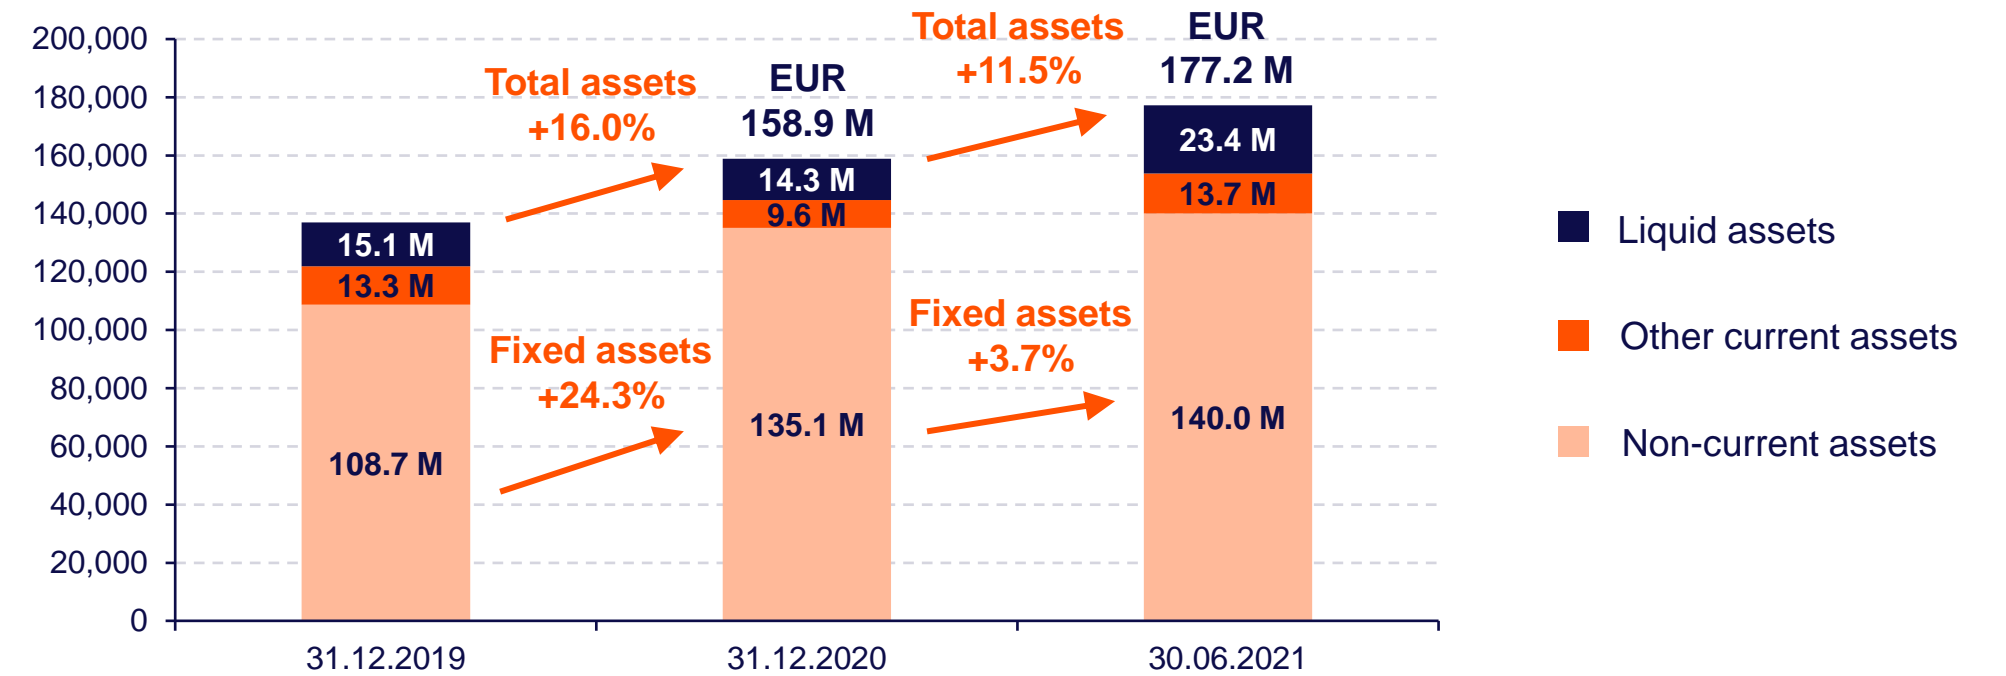 200,000
180,000
160,000
140,000
120,000
100,000
80,000
60,000
40,000
20,000
0
Total assets
+16.0%
EUR
158.9 M
Total assets
+11.5%
EUR
177.2 M
15.1 M
13.3 M
108.7 M
Fixed assets
+24.3%
14.3 M
9.6 M
135.1 M
Fixed assets
+3.7%
23.4 M
13.7 M
140.0 M
31.12.2019
31.12.2020
30.06.2021
Liquid assets
Other current assets
Non-current assets